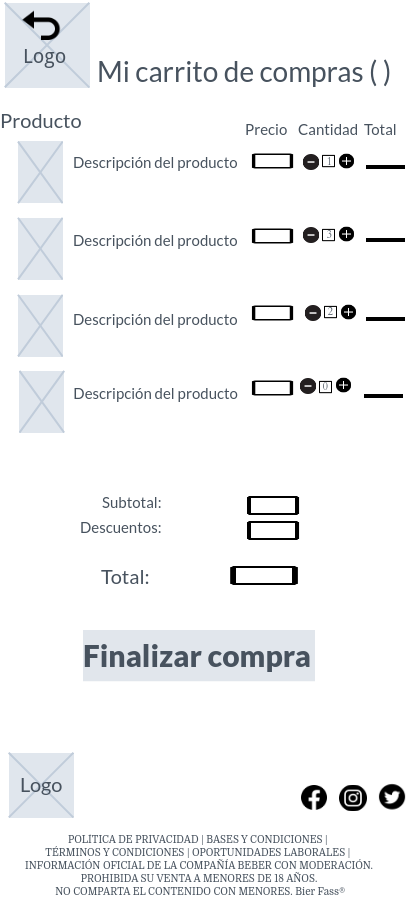 Logo
Mi carrito de compras ( )
Producto
Precio Cantidad Total
Descripción del producto 1
Descripción del producto 3
Descripción del producto 2
Descripción del producto 0
Subtotal:
Descuentos:
Total:
Finalizar compra
Logo
POLÍTICA DE PRIVACIDAD | BASES Y CONDICIONES |
TÉRMINOS Y CONDICIONES | OPORTUNIDADES LABORALES |
INFORMACIÓN OFICIAL DE LA COMPAÑÍA BEBER CON MODERACIÓN.
PROHIBIDA SU VENTA A MENORES DE 18 AÑOS.
NO COMPARTA EL CONTENIDO CON MENORES. Bier Fass®